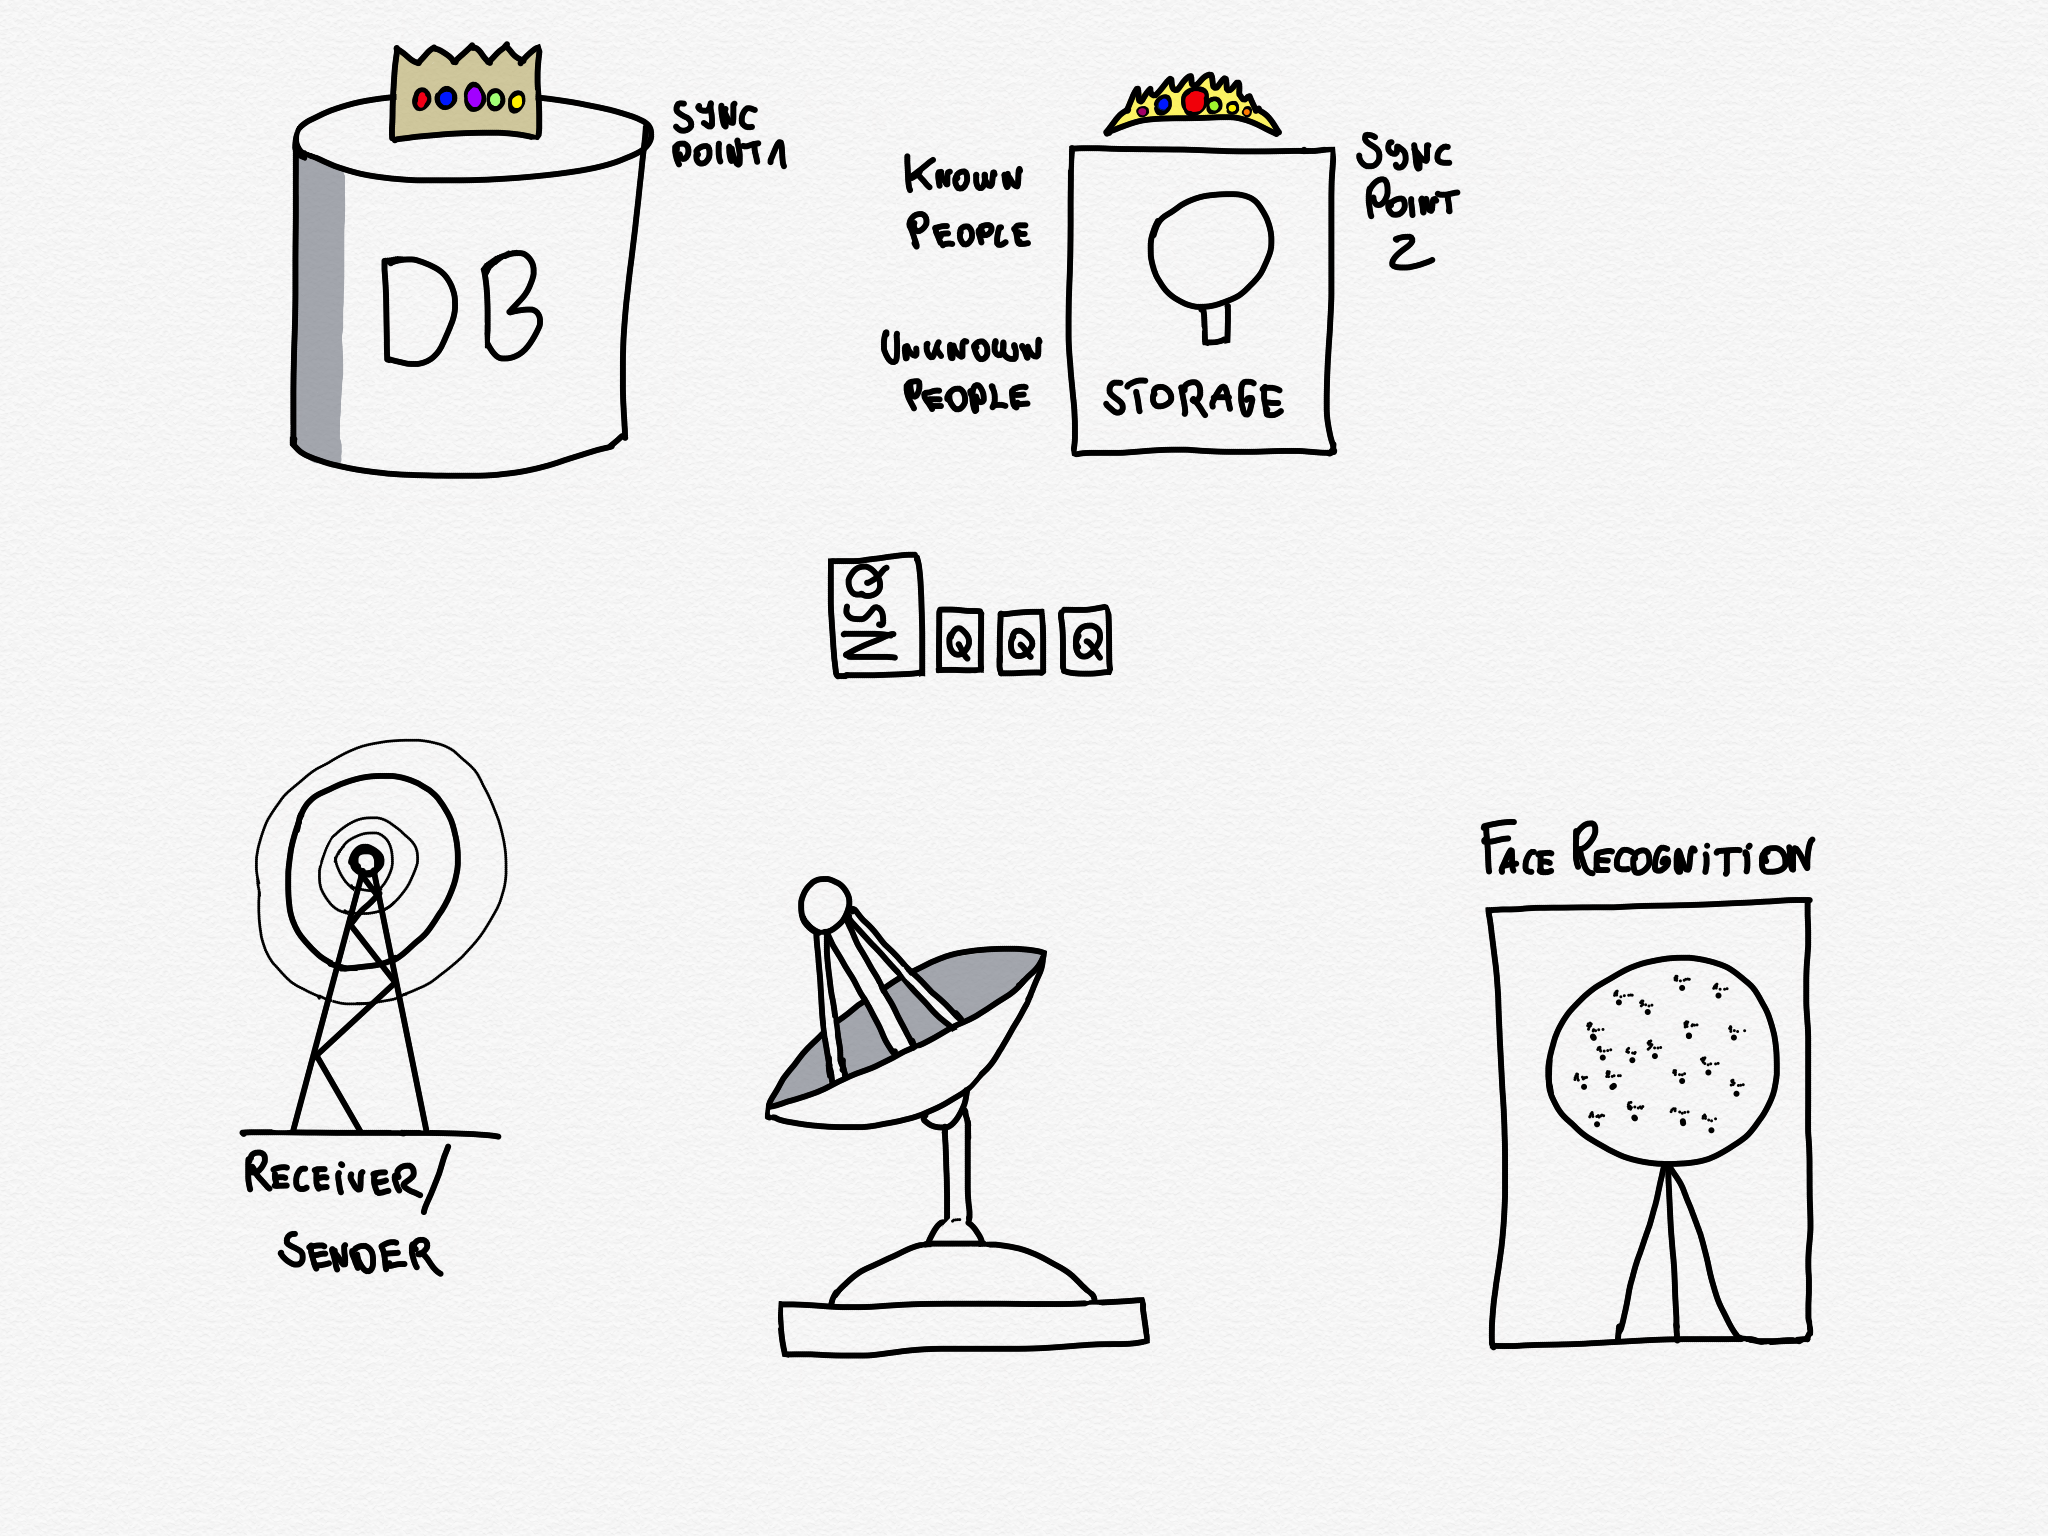 SYNC
POINT 1
DB
KNOWN
PEOPLE
UNKNOWN
PEOPLE
STORAGE
SYNC
POINT
2
NSQ
Q Q Q
RECEIVER/
SENDER
FACE RECOGNITION